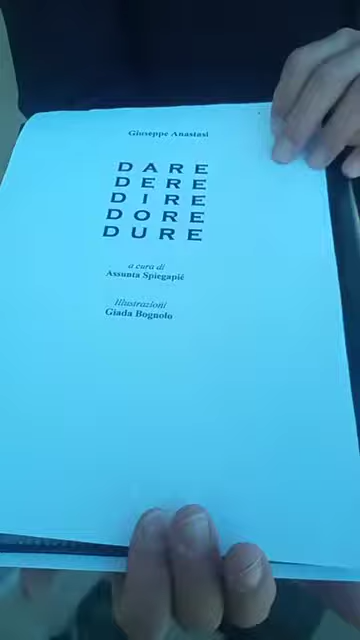 Giuseppe Anastasi
DARE
DERE
DIRE
DORE
DURE
a cura di
Assunta Spiegapié
Illustrazioni
Giada Bognolo